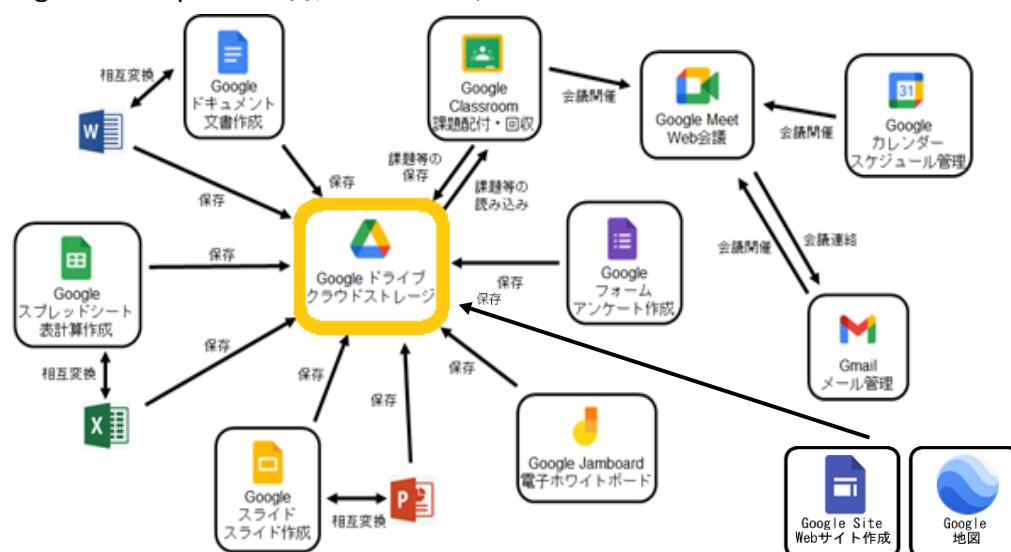 Google
ドキュメント
文書作成
相互変換
W
保存
保存
Google
Classroom
課題配付・回収
会議開催
Google Meet
Web会議
31
Google
カレンダー
スケジュール管理
会議開催
課題等の
保存
課題等の
読み込み
Google
スプレッドシート
表計算作成
保存
Google ドライブ
クラウドストレージ
保存
保存
Google
フォーム
アンケート作成
会議開催
会議連絡
Gmail
メール管理
相互変換
X
保存
保存
保存
保存
Google
スライド
スライド作成
相互変換
P
Google Jamboard
電子ホワイトボード
Google Site
Webサイト作成
Google
地図